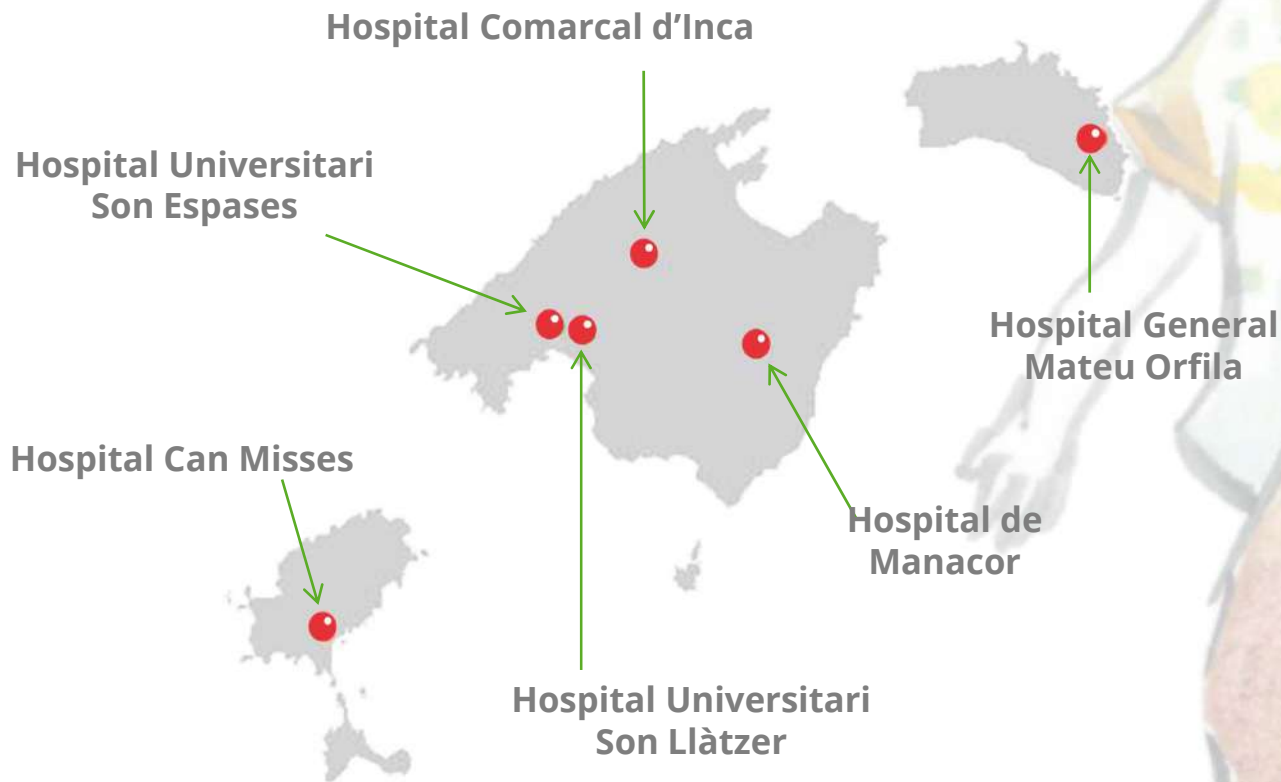 Hospital Comarcal d’Inca
Hospital Universitari
Son Espases
Hospital General
Mateu Orfila
Hospital Can Misses
Hospital de
Manacor
Hospital Universitari
Son Llàtzer